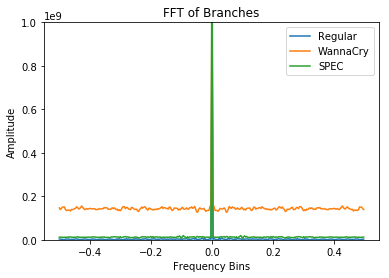 FFT of Branches
1e9
1.0
0.8
0.6
0.4
0.2
0.0
Amplitude
Regular
WannaCry
SPEC
−0.4 −0.2 0.0 0.2 0.4
Frequency Bins